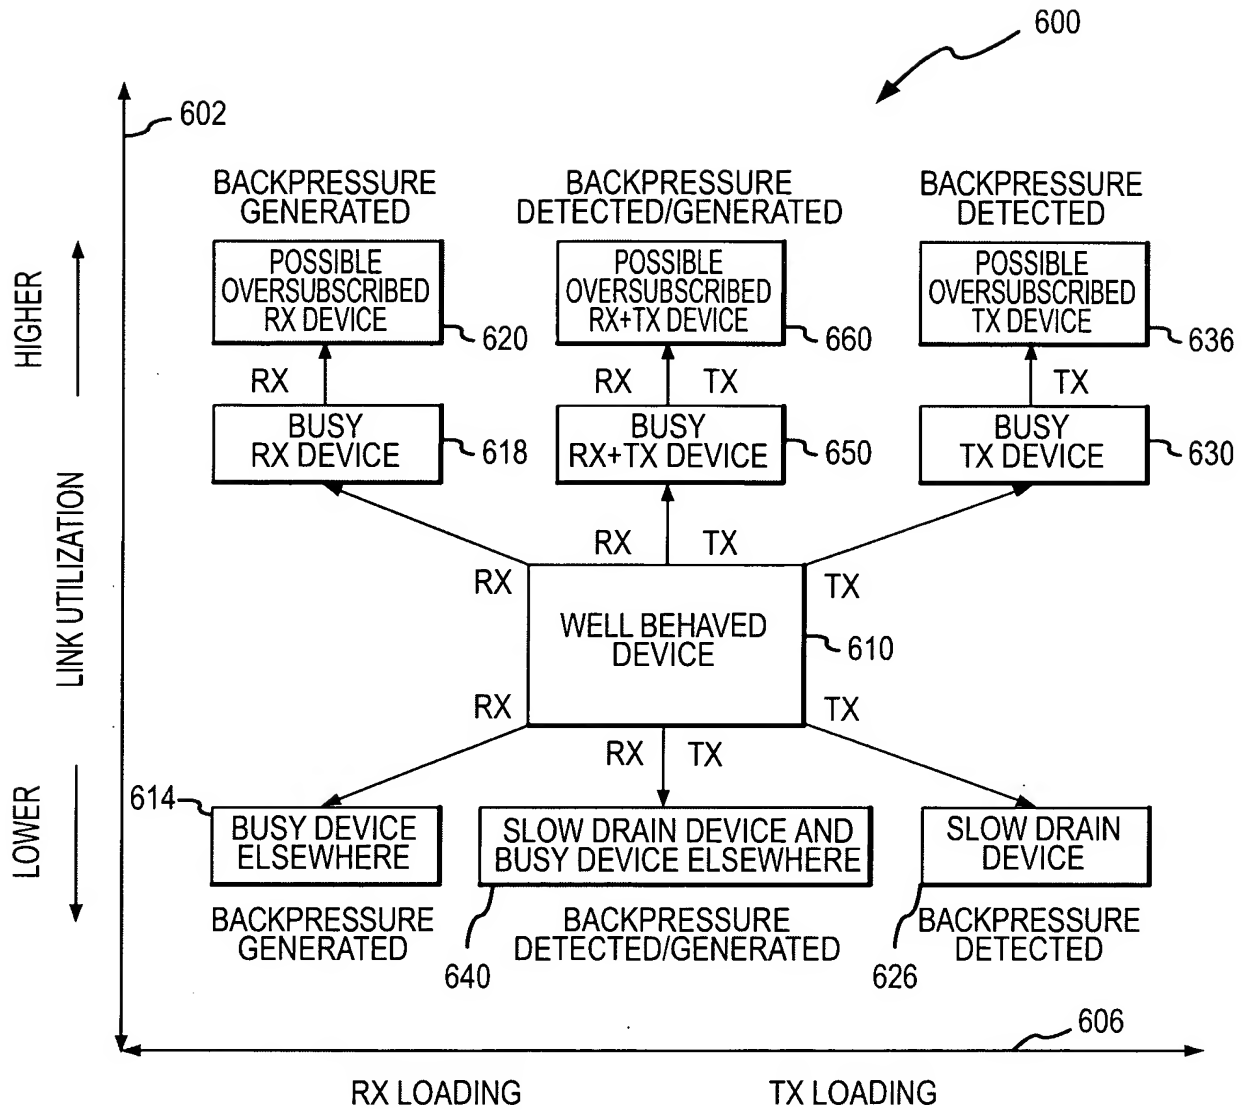 600
602
BACKPRESSURE
GENERATED
BACKPRESSURE
DETECTED/GENERATED
BACKPRESSURE
DETECTED
POSSIBLE
OVERSUBSCRIBED
RX DEVICE
620
POSSIBLE
OVERSUBSCRIBED
RX+TX DEVICE
660
POSSIBLE
OVERSUBSCRIBED
TX DEVICE
636
HIGHER
RX
RX TX
TX
BUSY
RX DEVICE
618
BUSY
RX+TX DEVICE
650
BUSY
TX DEVICE
630
LINK UTILIZATION
RX TX
RX
TX
WELL BEHAVED
DEVICE
610
RX
TX
RX TX
LOWER
614
BUSY DEVICE
ELSEWHERE
SLOW DRAIN DEVICE AND
BUSY DEVICE ELSEWHERE
SLOW DRAIN
DEVICE
BACKPRESSURE
GENERATED
BACKPRESSURE
DETECTED/GENERATED
BACKPRESSURE
DETECTED
640
626
606
RX LOADING
TX LOADING